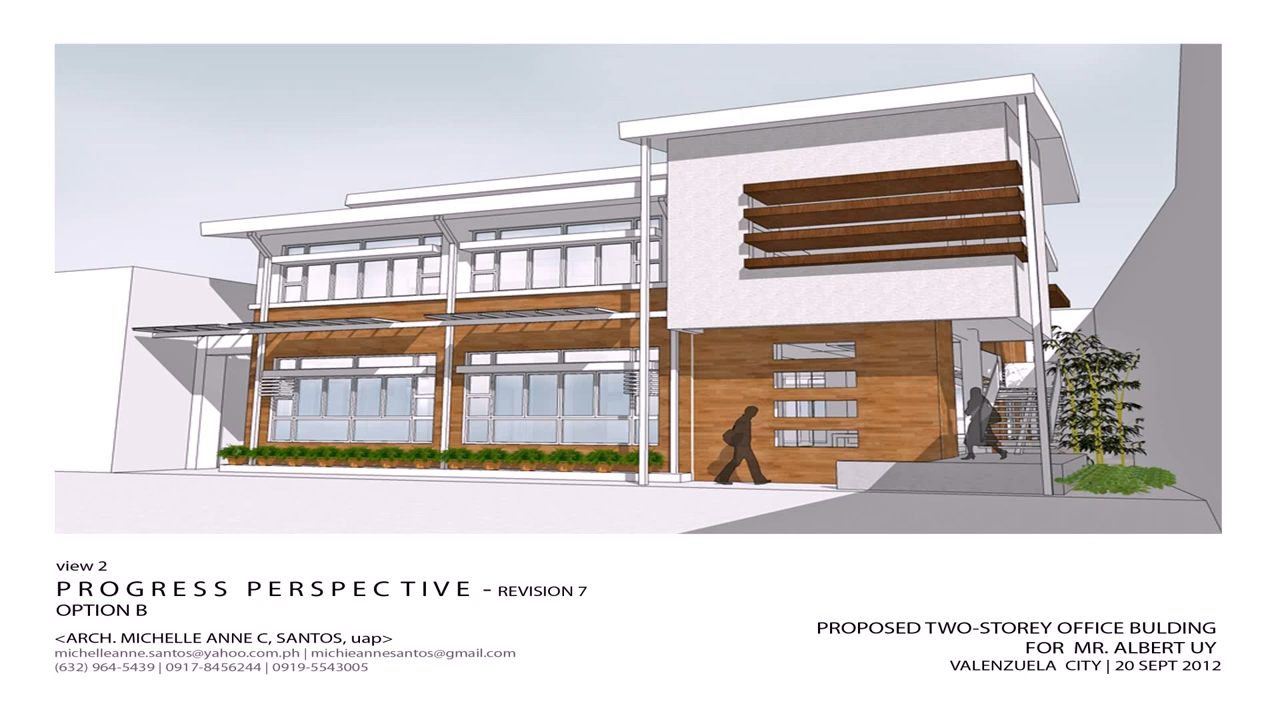 view 2
PROGRESS PERSPECTIVE - REVISION 7
OPTION B
<ARCH. MICHELLE ANNE C, SANTOS, uap>
michelleanne.santos@yahoo.com.ph | michieannesantos@gmail.com
(632) 964-5439 | 0917-8456244 | 0919-5543005
PROPOSED TWO-STOREY OFFICE BULDING
FOR MR. ALBERT UY
VALENZUELA CITY | 20 SEPT 2012